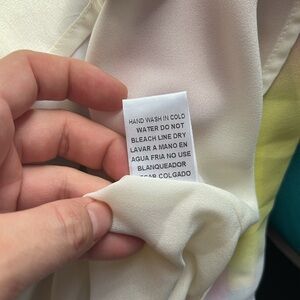 HAND WASH IN COLD
WATER DO NOT
BLEACH LINE DRY
LAVAR A MANO EN
AGUA FRIA NO USE
BLANQUEADOR
COLGADO